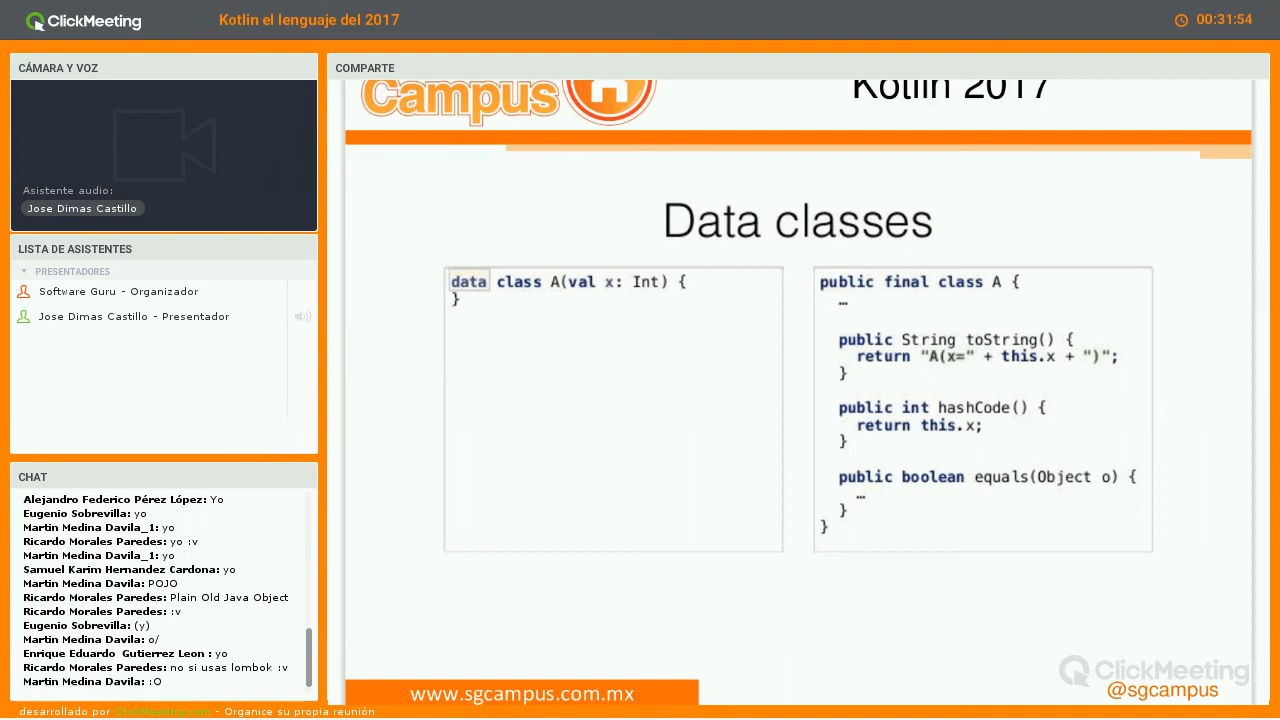 ClickMeeting
Kotlin el lenguaje del 2017
00:31:54
CÁMARA Y VOZ
Asistente audio:
Jose Dimas Castillo
LISTA DE ASISTENTES
PRESENTADORES
Software Guru - Organizador
Jose Dimas Castillo - Presentador
CHAT
Alejandro Federico Pérez López: Yo
Eugenio Sobrevilla: yo
Martin Medina Davila_1: yo
Ricardo Morales Paredes: yo :v
Martin Medina Davila_1: yo
Samuel Karim Hernandez Cardona: yo
Martin Medina Davila: POJO
Ricardo Morales Paredes: Plain Old Java Object
Ricardo Morales Paredes: :v
Eugenio Sobrevilla: (y)
Martin Medina Davila: o/
Enrique Eduardo Gutierrez Leon : yo
Ricardo Morales Paredes: no si usas lombok :v
Martin Medina Davila: :O
COMPARTE
Campus
Kotlin 2017
Data classes
data class A(val x: Int) {
}
public final class A {
…
public String toString() {
return "A(x=" + this.x + ")";
}
public int hashCode() {
return this.x;
}
public boolean equals(Object o) {
…
}
}
ClickMeeting
www.sgcampus.com.mx
@sgcampus
desarrollado por ClickMeeting.com - Organice su propia reunión